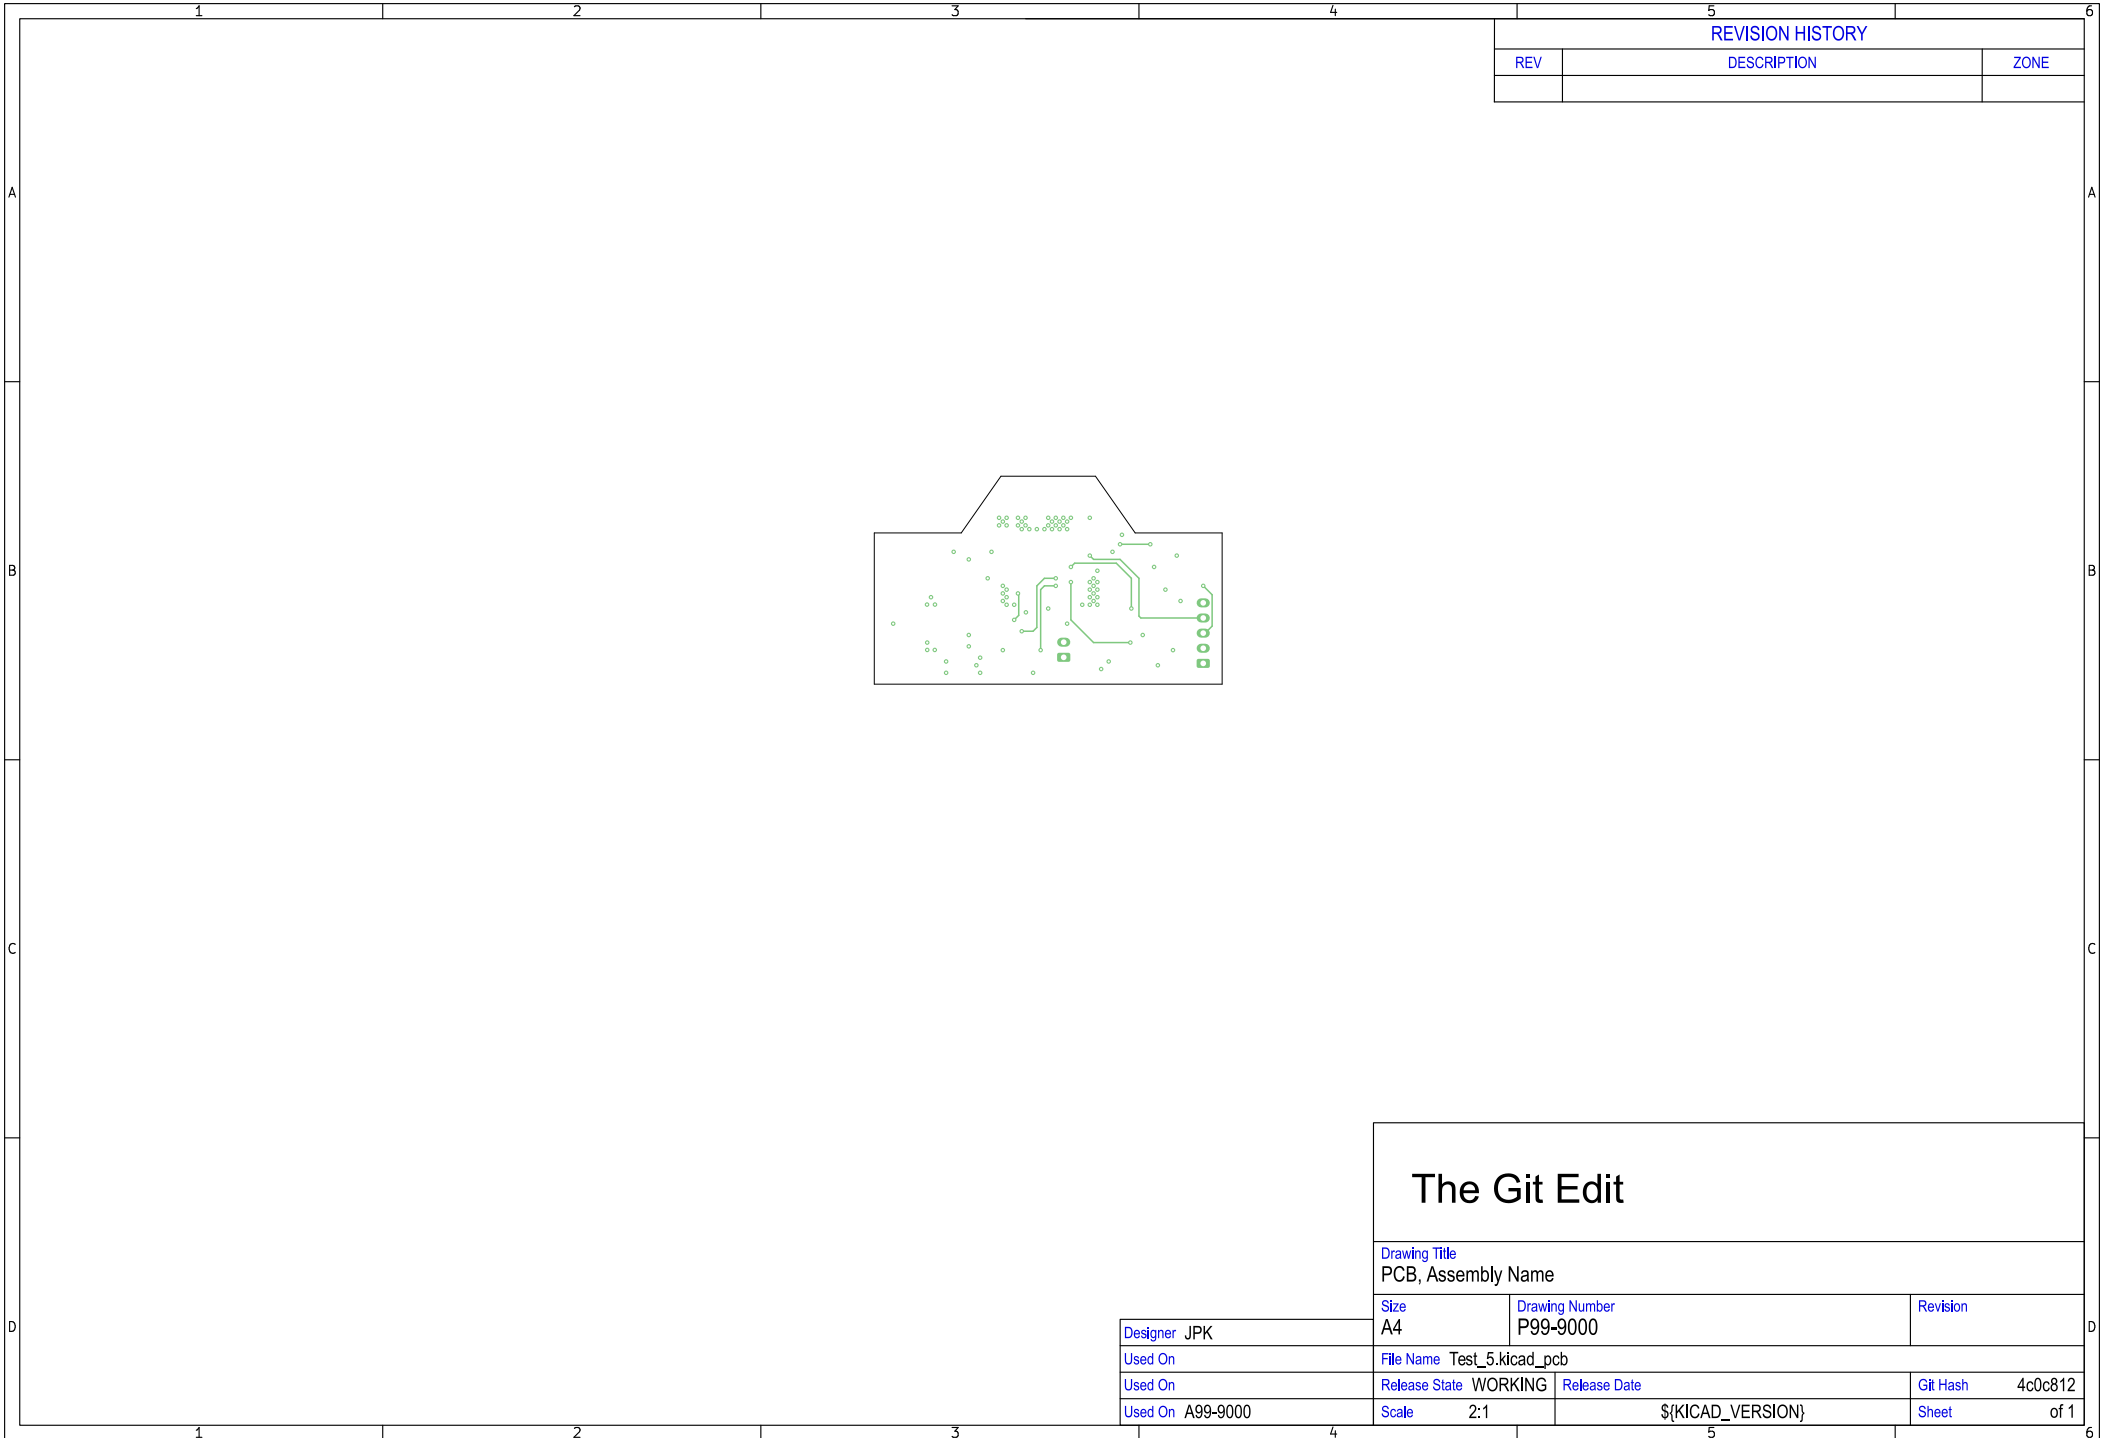 1 2 3 4 5 6
REVISION HISTORY
REV DESCRIPTION ZONE
A A
B B
C C
The Git Edit
Drawing Title
PCB, Assembly Name
Size Drawing Number Revision
D A4 P99-9000 D
Designer JPK
Used On File Name Test_5.kicad_pcb
Used On Release State WORKING Release Date Git Hash 4c0c812
Used On A99-9000 Scale 2:1 ${KICAD_VERSION} Sheet of 1
1 2 3 4 5 6